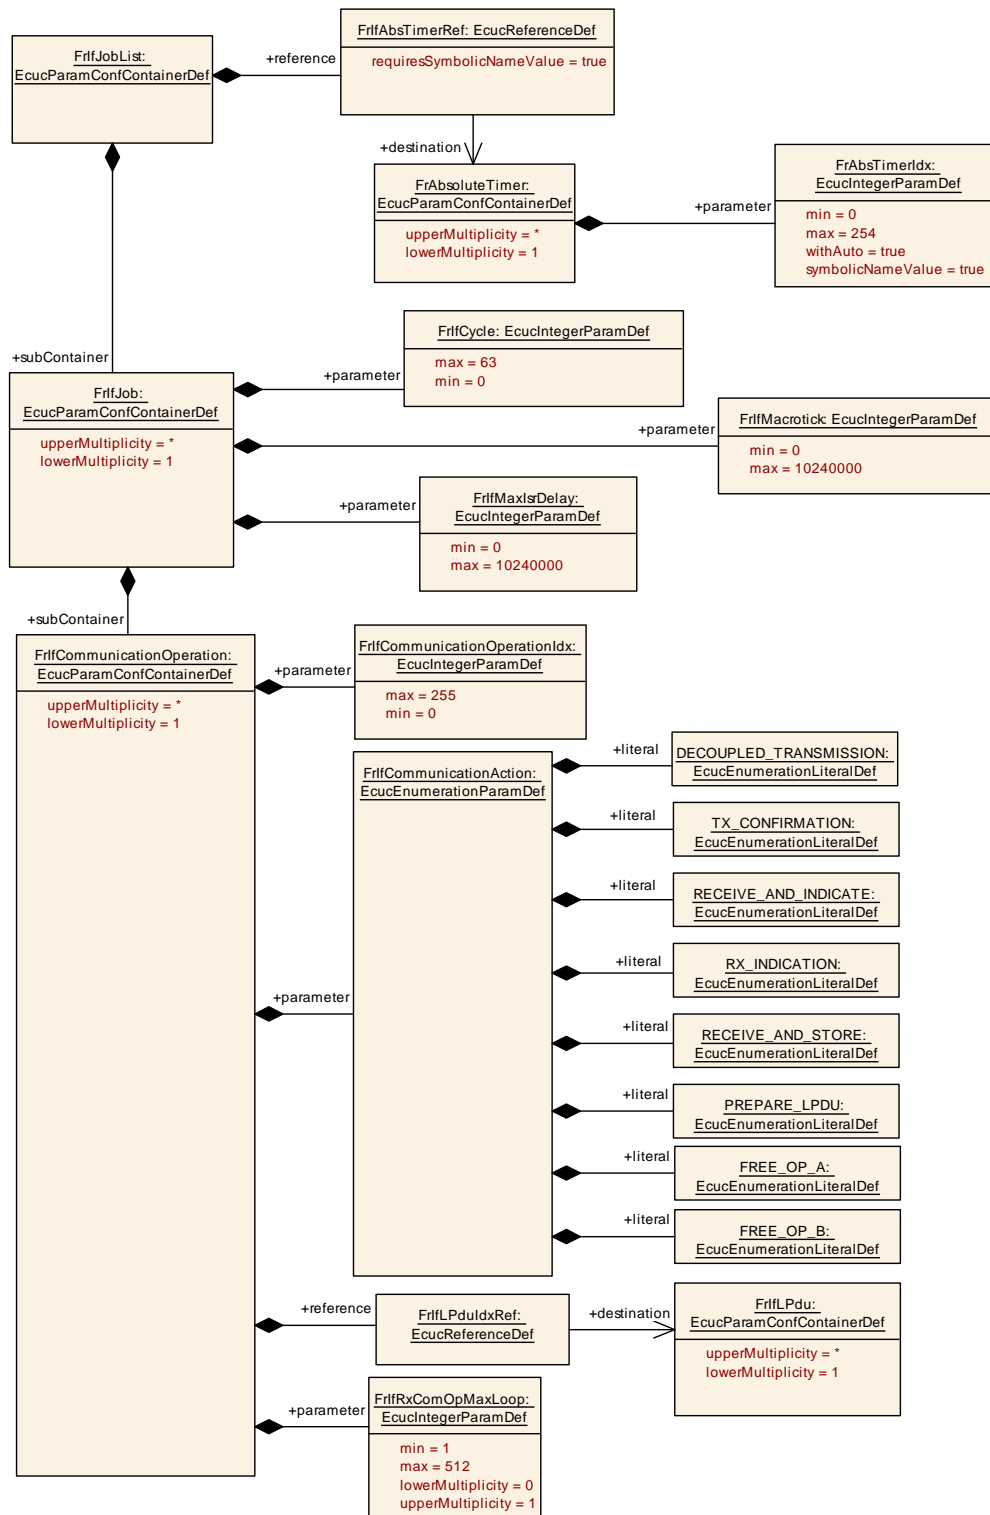 FrIfJobList:
EcucParamConfContainerDef
+reference
FrIfAbsTimerRef: EcucReferenceDef
requiresSymbolicNameValue = true
+destination
FrAbsoluteTimer:
EcucParamConfContainerDef
upperMultiplicity = *
lowerMultiplicity = 1
+parameter
FrAbsTimerIdx:
EcucIntegerParamDef
min = 0
max = 254
withAuto = true
symbolicNameValue = true
+subContainer
FrIfJob:
EcucParamConfContainerDef
upperMultiplicity = *
lowerMultiplicity = 1
+parameter
FrIfCycle: EcucIntegerParamDef
max = 63
min = 0
+parameter
FrIfMacrotick: EcucIntegerParamDef
min = 0
max = 10240000
+parameter
FrIfMaxIsrDelay:
EcucIntegerParamDef
min = 0
max = 10240000
+subContainer
FrIfCommunicationOperation:
EcucParamConfContainerDef
upperMultiplicity = *
lowerMultiplicity = 1
+parameter
FrIfCommunicationOperationIdx:
EcucIntegerParamDef
max = 255
min = 0
+parameter
FrIfCommunicationAction:
EcucEnumerationParamDef
+literal
DECOUPLED_TRANSMISSION:
EcucEnumerationLiteralDef
+literal
TX_CONFIRMATION:
EcucEnumerationLiteralDef
+literal
RECEIVE_AND_INDICATE:
EcucEnumerationLiteralDef
+literal
RX_INDICATION:
EcucEnumerationLiteralDef
+literal
RECEIVE_AND_STORE:
EcucEnumerationLiteralDef
+literal
PREPARE_LPDU:
EcucEnumerationLiteralDef
+literal
FREE_OP_A:
EcucEnumerationLiteralDef
+literal
FREE_OP_B:
EcucEnumerationLiteralDef
+reference
FrIfLPduIdxRef:
EcucReferenceDef
+destination
FrIfLPdu:
EcucParamConfContainerDef
upperMultiplicity = *
lowerMultiplicity = 1
+parameter
FrIfRxComOpMaxLoop:
EcucIntegerParamDef
min = 1
max = 512
lowerMultiplicity = 0
upperMultiplicity = 1